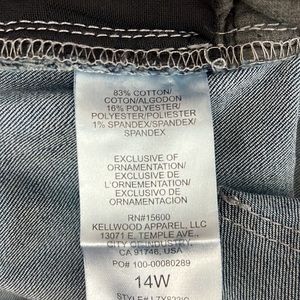 83% COTTON/
COTON/ALGODON
16% POLYESTER/
POLYESTER/POLIESTER
1% SPANDEX/SPANDEX/
SPANDEX
EXCLUSIVE OF
ORNAMENTATION/
EXCLUSIVE DE
L'ORNEMENTATION/
EXCLUSIVO DE
ORNAMENTACION
RN#15600
KELLWOOD APPAREL, LLC
13071 E. TEMPLE AVE.,
CITY OF INDUSTRY,
CA 91746, USA
PO# 100-00080289
14W
STYLE#